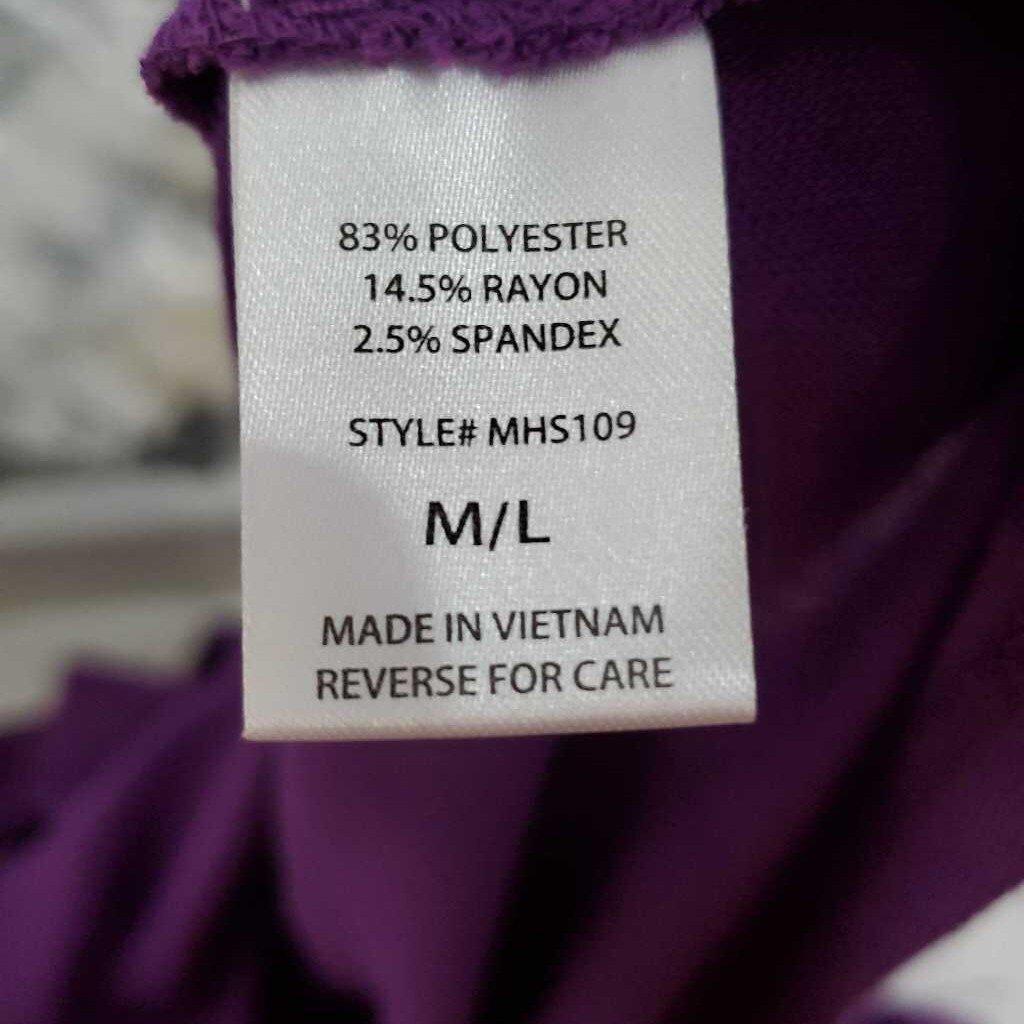 83% POLYESTER
14.5% RAYON
2.5% SPANDEX
STYLE# MHS109
M/L
MADE IN VIETNAM
REVERSE FOR CARE